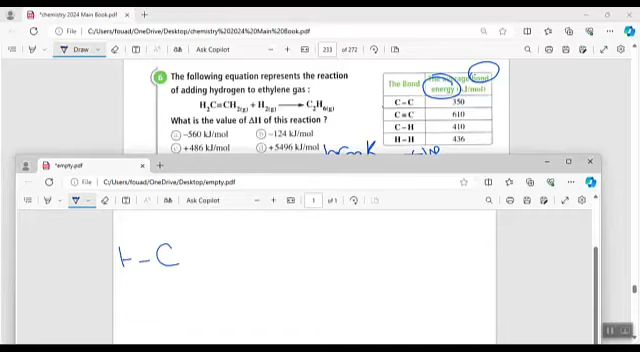 *chemistry 2024 Main Book.pdf
File C:/Users/fouad/OneDrive/Desktop/chemistry%202024%20Main%20Book.pdf
Draw Ask Copilot 233 of 272
6 The following equation represents the reaction
of adding hydrogen to ethylene gas :
H2C=CH2(g) + H2(g) ⟶ C2H6(g)
What is the value of ΔH of this reaction ?
a -560 kJ/mol b -124 kJ/mol
c +486 kJ/mol d +5496 kJ/mol
The Bond bond energy (kJ/mol)
C – C 350
C = C 610
C – H 410
H – H 436
break
*empty.pdf
File C:/Users/fouad/OneDrive/Desktop/empty.pdf
Ask Copilot 1 of 1
C